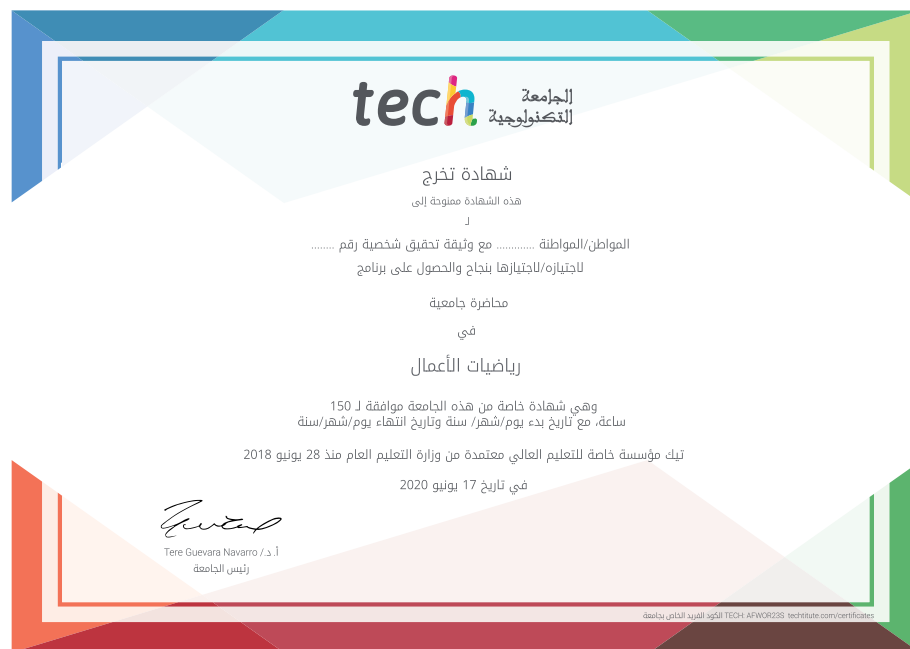 tech الجامعة
التكنولوجية
شهادة تخرج
هذه الشهادة ممنوحة إلى
لـ
المواطن/المواطنة ............ مع وثيقة تحقيق شخصية رقم ........
لاجتيازه/لاجتيازها بنجاح والحصول على برنامج
محاضرة جامعية
في
رياضيات الأعمال
وهي شهادة خاصة من هذه الجامعة موافقة لـ 150
ساعة، مع تاريخ بدء يوم/شهر/ سنة وتاريخ انتهاء يوم/شهر/سنة
تيك مؤسسة خاصة للتعليم العالي معتمدة من وزارة التعليم العام منذ 28 يونيو 2018
في تاريخ 17 يونيو 2020
أ.د./ Tere Guevara Navarro
رئيس الجامعة
الكود الفريد الخاص بجامعة TECH: AFWOR23S techtitute.com/certificates